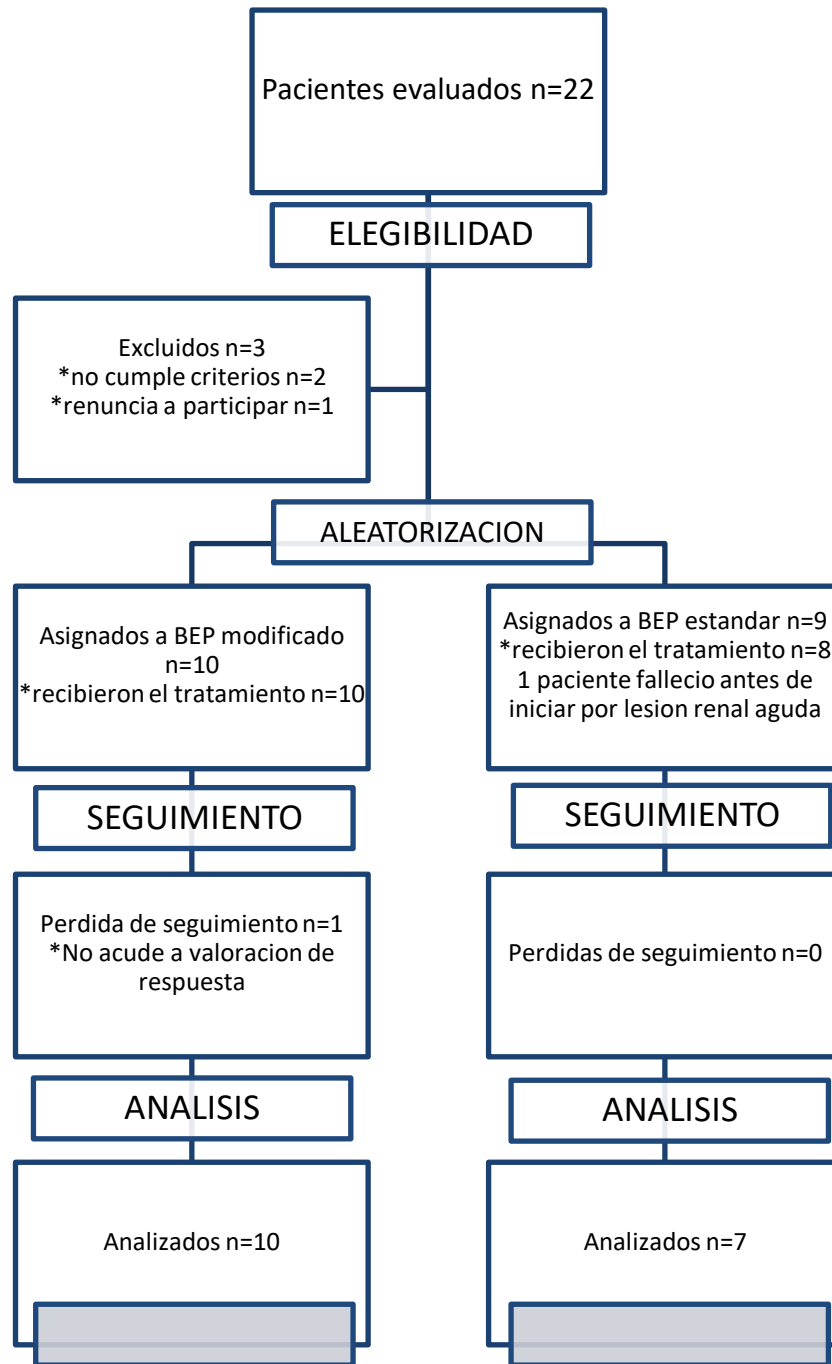 Pacientes evaluados n=22
ELEGIBILIDAD
Excluidos n=3
*no cumple criterios n=2
*renuncia a participar n=1
ALEATORIZACION
Asignados a BEP modificado
n=10
*recibieron el tratamiento n=10
Asignados a BEP estandar n=9
*recibieron el tratamiento n=8
1 paciente fallecio antes de
iniciar por lesion renal aguda
SEGUIMIENTO
SEGUIMIENTO
Perdida de seguimiento n=1
*No acude a valoracion de
respuesta
Perdidas de seguimiento n=0
ANALISIS
ANALISIS
Analizados n=10
Analizados n=7